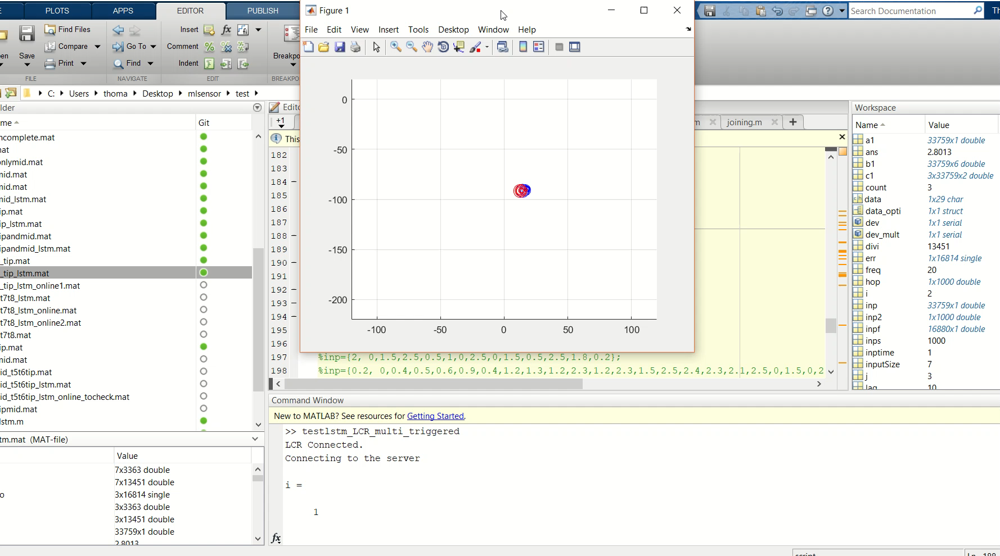 PLOTS
APPS
EDITOR
PUBLISH
Figure 1
Search Documentation
Find Files
Insert
fx
File Edit View Insert Tools Desktop Window Help
Compare
Go To
Comment
Save
Print
Find
Indent
FILE
NAVIGATE
EDIT
C: Users thoma Desktop mlsensor test
Git
ncomplete.mat
onlymid.mat
mid.mat
mid.mat
mid_lstm.mat
ip.mat
ip_lstm.mat
ipandmid.mat
ipandmid_lstm.mat
_tip.mat
_tip_lstm.mat
_tip_lstm_online1.mat
t7t8_lstm.mat
t7t8_lstm_online.mat
t7t8_lstm_online2.mat
t7t8.mat
ip.mat
mid.mat
id_t5t6tip.mat
id_t5t6tip_lstm.mat
id_t5t6tip_lstm_online_tocheck.mat
ipmid.mat
lstm.m
tm.mat (MAT-file)
Value
7x3363 double
7x13451 double
3x16814 single
3x3363 double
3x13451 double
33759x1 double
2.8013
+1
This
joining.m
182
183
184 –
185
186
187
188 –
189
190 –
191
192 –
193 –
194 –
195
196
197 %inp={2, 0,1.5,2.5,0.5,1,0,2.5,0,1.5,0.5,2.5,1.8,0.2};
198 %inp={0.2, 0,0.4,0.5,0.6,0.9,0.4,1.2,1.3,1.2,2.3,1.2,2.3,1.5,2.5,2.4,2.3,2.1,2.5,0,1.5,0,2
0
-50
-100
-150
-200
-100 -50 0 50 100
Command Window
New to MATLAB? See resources for Getting Started.
>> testlstm_LCR_multi_triggered
LCR Connected.
Connecting to the server
i =
1
fx
Workspace
Name Value
a1 33759x1 double
ans 2.8013
b1 33759x6 double
c1 3x33759x2 double
count 3
data 1x29 char
data_opti 1x1 struct
dev 1x1 serial
dev_mult 1x1 serial
divi 13451
err 1x16814 single
freq 20
hop 1x1000 double
i 2
inp 33759x1 double
inp2 1x1000 double
inpf 16880x1 double
inps 1000
inptime 1
inputSize 7
j 3
lag 10
script
Ln 188